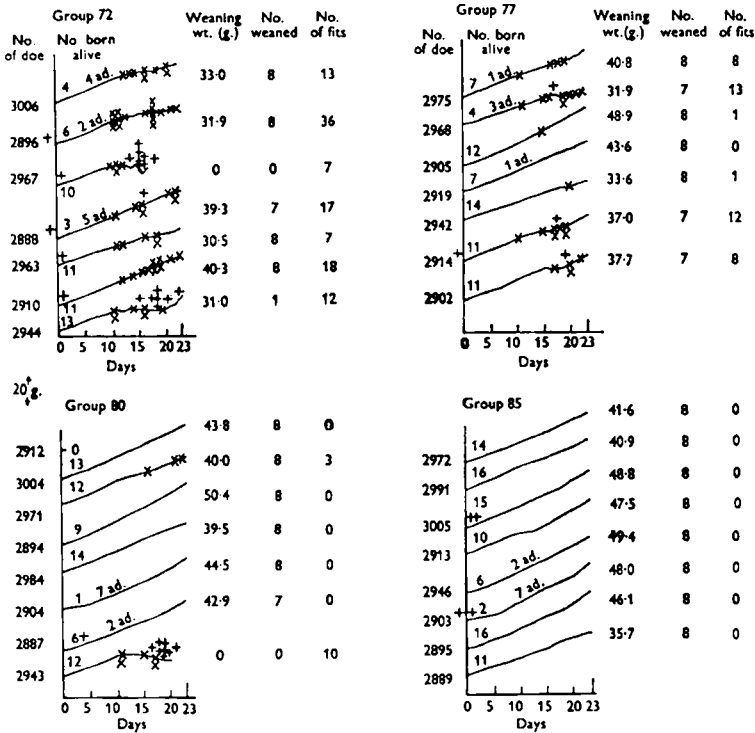 Group 72
No. of doe No. born alive Weaning wt. (g.) No. weaned No. of fits
4 4 ad. 33·0 8 13
3006
6 2 ad. 31·9 8 36
2896
2967 0 0 7
10
3 5 ad. 39·3 7 17
2888
30·5 8 7
2963
11
40·3 8 18
2910
11
31·0 1 12
13
2944
0 5 10 15 20 23
Days
Group 77
No. of doe No. born alive Weaning wt. (g.) No. weaned No. of fits
7 1 ad. 40·8 8 8
2975
4 3 ad. 31·9 7 13
2968
48·9 8 1
2905
12
43·6 8 0
7 1 ad.
2919
33·6 8 1
14
2942
37·0 7 12
11
2914
37·7 7 8
11
2902
0 5 10 15 20 23
Days
20 g.
Group 80
43·8 8 0
2912 0
13
3004 40·0 8 3
12
2971
50·4 8 0
9
2894
39·5 8 0
14
2984
44·5 8 0
1 7 ad.
2904
42·9 7 0
2887
6 2 ad.
12 0 0 10
2943
0 5 10 15 20 23
Days
Group 85
41·6 8 0
14
2972
40·9 8 0
16
2991
48·8 8 0
15
3005
47·5 8 0
10
2913
49·4 8 0
6 2 ad.
2946
48·0 8 0
2 7 ad.
2903
46·1 8 0
16
2895
35·7 8 0
11
2889
0 5 10 15 20 23
Days